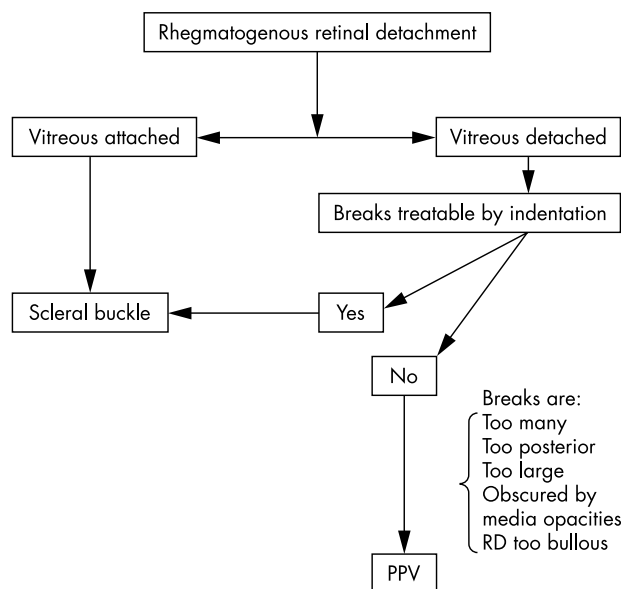 Rhegmatogenous retinal detachment
Vitreous attached
Vitreous detached
Breaks treatable by indentation
Scleral buckle
Yes
No
Breaks are:
Too many
Too posterior
Too large
Obscured by
media opacities
RD too bullous
PPV